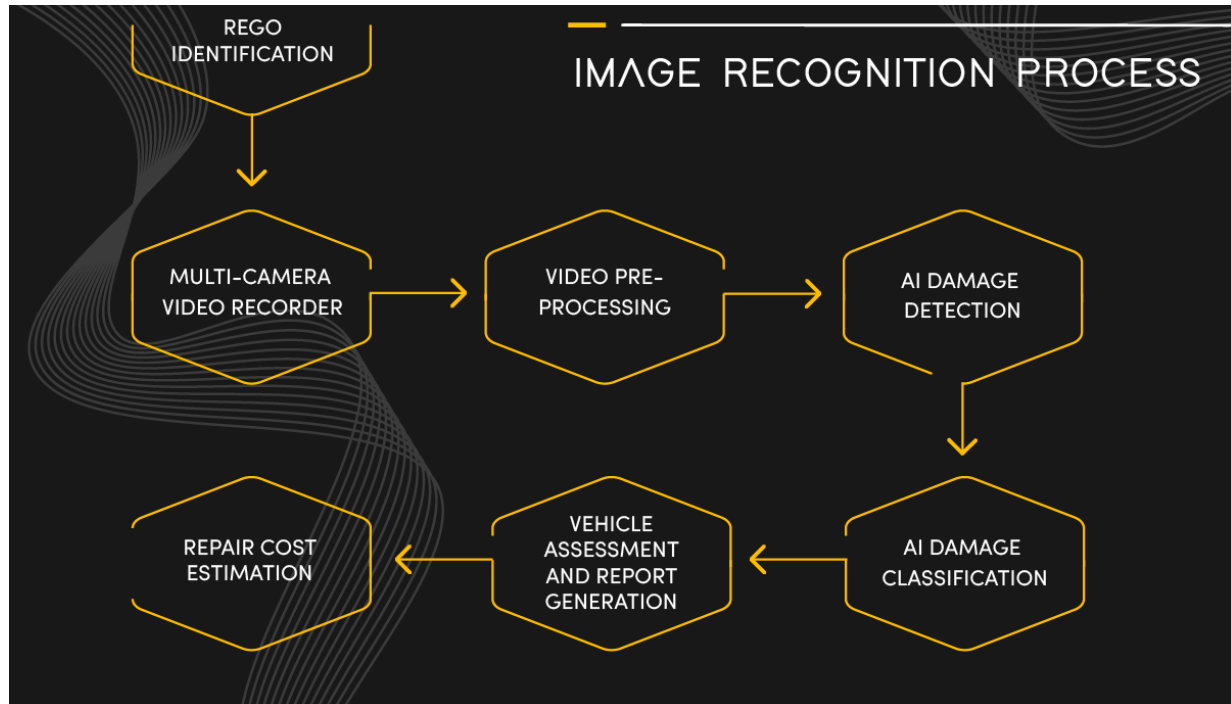 REGO
IDENTIFICATION
IMAGE RECOGNITION PROCESS
MULTI-CAMERA
VIDEO RECORDER
VIDEO PRE-
PROCESSING
AI DAMAGE
DETECTION
REPAIR COST
ESTIMATION
VEHICLE
ASSESSMENT
AND REPORT
GENERATION
AI DAMAGE
CLASSIFICATION